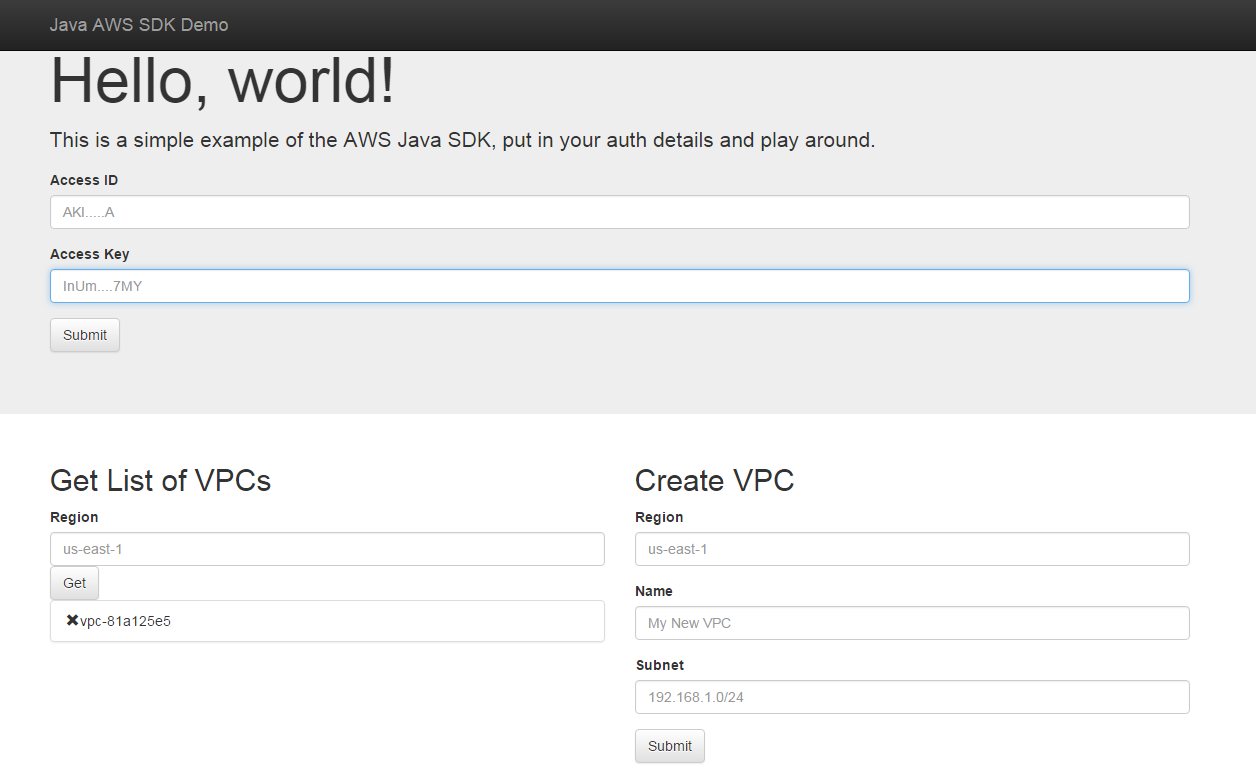 Java AWS SDK Demo
Hello, world!
This is a simple example of the AWS Java SDK, put in your auth details and play around.
Access ID
AKI.....A
Access Key
InUm....7MY
Submit
Get List of VPCs
Region
us-east-1
Get
✖vpc-81a125e5
Create VPC
Region
us-east-1
Name
My New VPC
Subnet
192.168.1.0/24
Submit